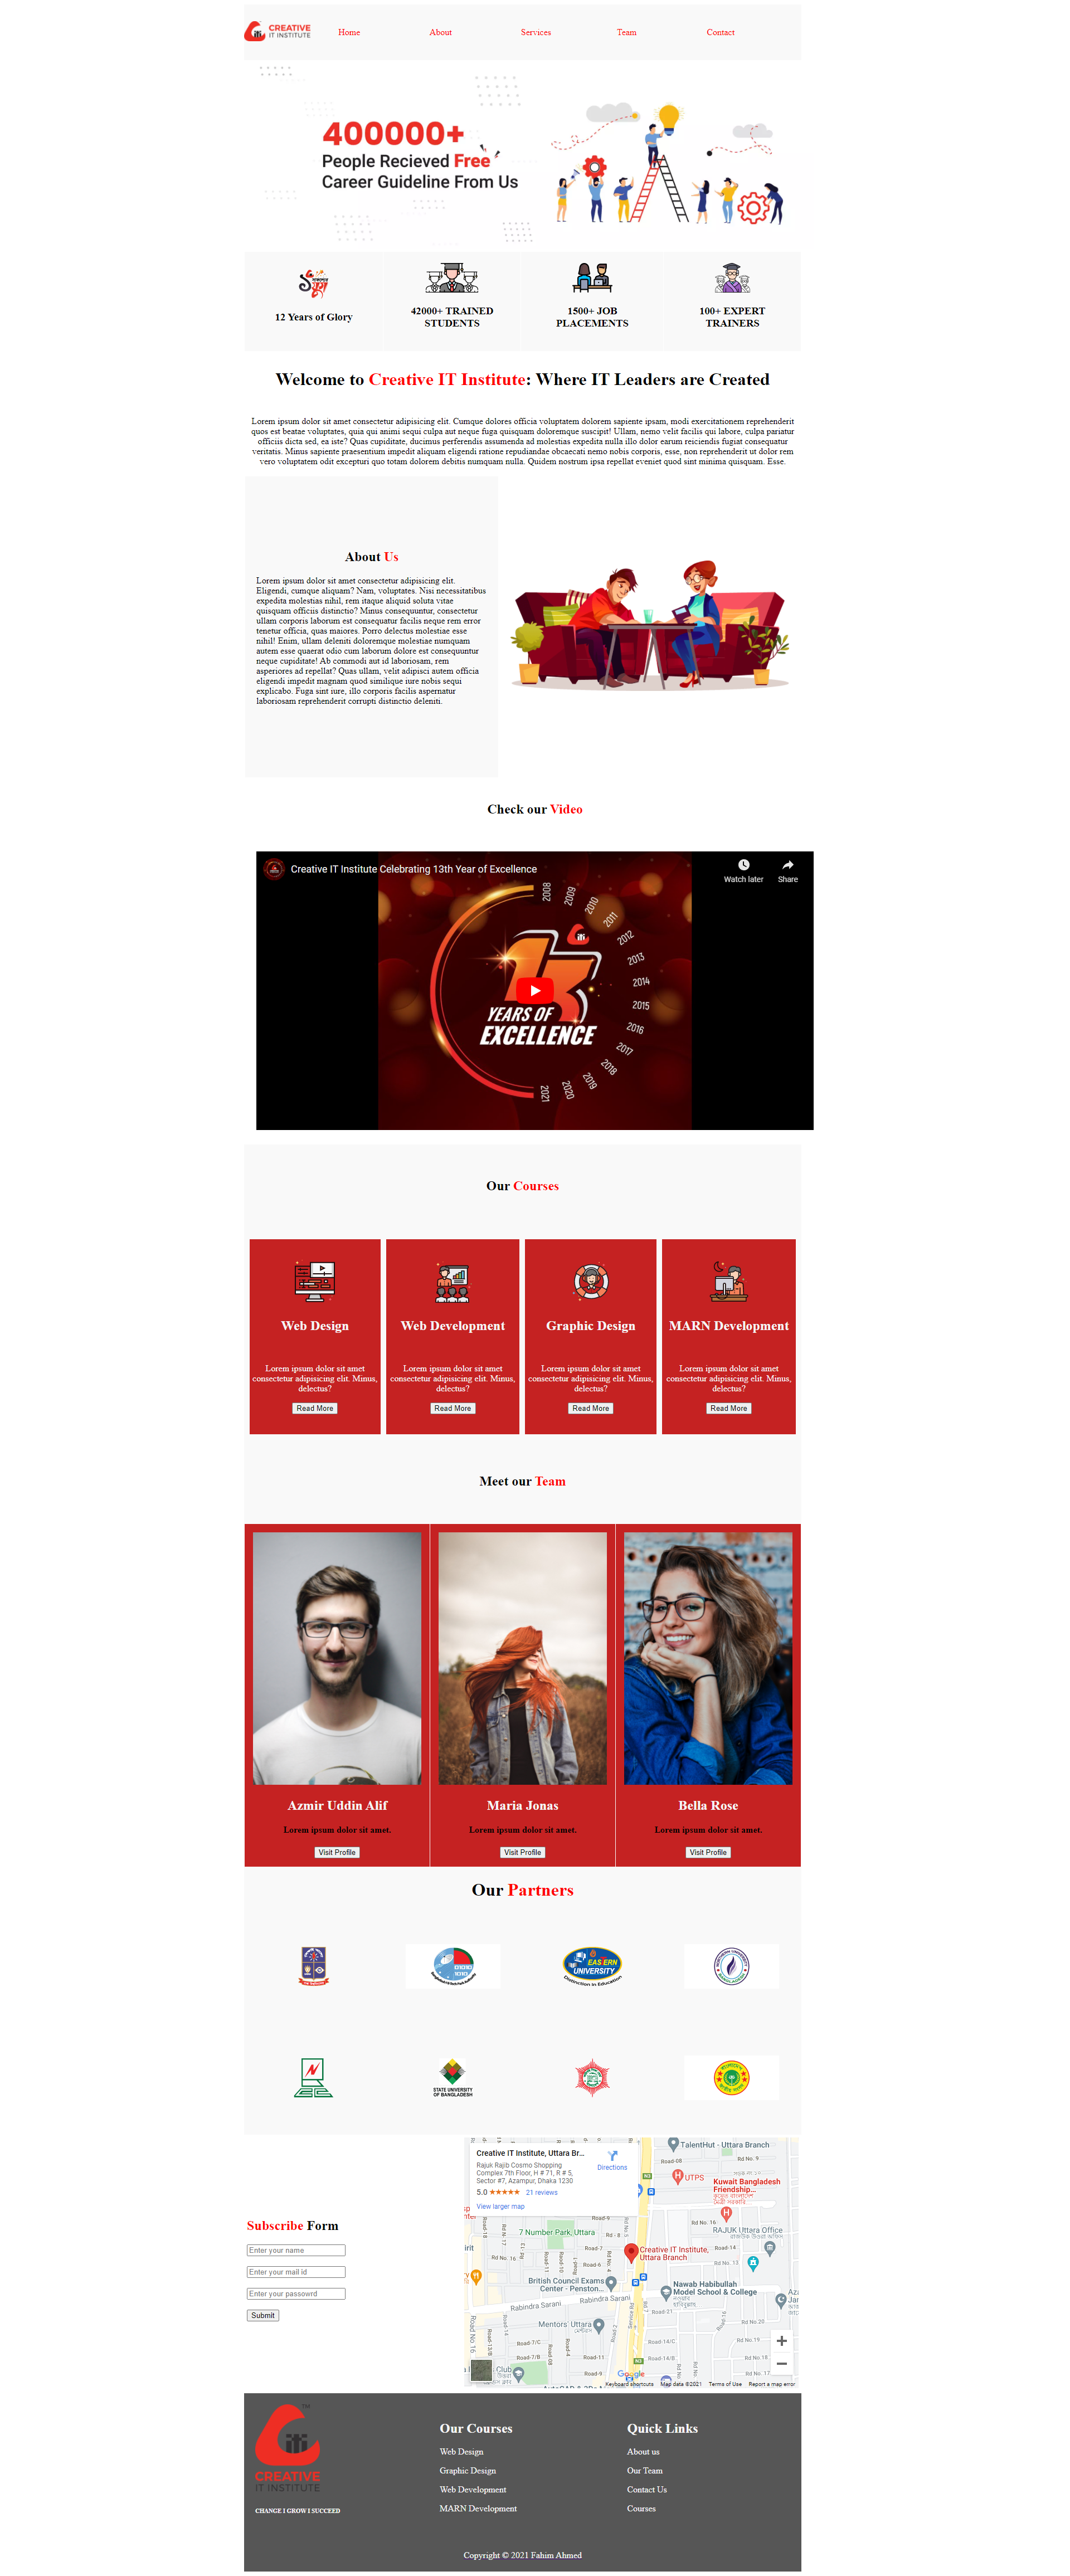 CREATIVE
IT INSTITUTE
Home
About
Services
Team
Contact
400000+
People Recieved Free
Career Guideline From Us
12 Years of Glory
42000+ TRAINED
STUDENTS
1500+ JOB
PLACEMENTS
100+ EXPERT
TRAINERS
Welcome to Creative IT Institute: Where IT Leaders are Created
Lorem ipsum dolor sit amet consectetur adipisicing elit. Cumque dolores officia voluptatem dolorem sapiente ipsam, modi exercitationem reprehenderit
quos est beatae voluptates, quia qui animi sequi culpa aut neque fuga quisquam doloremque suscipit! Ullam, nemo velit facilis qui labore, culpa pariatur
officiis dicta sed, ea iste? Quas cupiditate, ducimus perferendis assumenda ad molestias expedita nulla illo dolor earum reiciendis fugiat consequatur
veritatis. Minus sapiente praesentium impedit aliquam eligendi ratione repudiandae obcaecati nemo nobis corporis, esse, non reprehenderit ut dolor rem
vero voluptatem odit excepturi quo totam dolorem debitis numquam nulla. Quidem nostrum ipsa repellat eveniet quod sint minima quisquam. Esse.
About Us
Lorem ipsum dolor sit amet consectetur adipisicing elit.
Eligendi, cumque aliquam? Nam, voluptates. Nisi necessitatibus
expedita molestias nihil, rem itaque aliquid soluta vitae
quisquam officiis distinctio? Minus consequuntur, consectetur
ullam corporis laborum est consequatur facilis neque rem error
tenetur officia, quas maiores. Porro delectus molestiae esse
nihil! Enim, ullam deleniti doloremque molestiae numquam
autem esse quaerat odio cum laborum dolore est consequuntur
neque cupiditate! Ab commodi aut id laboriosam, rem
asperiores ad repellat? Quas ullam, velit adipisci autem officia
eligendi impedit magnam quod similique iure nobis sequi
explicabo. Fuga sint iure, illo corporis facilis aspernatur
laboriosam reprehenderit corrupti distinctio deleniti.
Check our Video
Creative IT Institute Celebrating 13th Year of Excellence
Watch later
Share
2008
2009
2010
2011
2012
2013
2014
2015
2016
2017
2018
2019
2020
2021
13
YEARS OF
EXCELLENCE
Our Courses
Web Design
Lorem ipsum dolor sit amet
consectetur adipisicing elit. Minus,
delectus?
Read More
Web Development
Lorem ipsum dolor sit amet
consectetur adipisicing elit. Minus,
delectus?
Read More
Graphic Design
Lorem ipsum dolor sit amet
consectetur adipisicing elit. Minus,
delectus?
Read More
MARN Development
Lorem ipsum dolor sit amet
consectetur adipisicing elit. Minus,
delectus?
Read More
Meet our Team
Azmir Uddin Alif
Lorem ipsum dolor sit amet.
Visit Profile
Maria Jonas
Lorem ipsum dolor sit amet.
Visit Profile
Bella Rose
Lorem ipsum dolor sit amet.
Visit Profile
Our Partners
EASTERN
UNIVERSITY
Distinction in Education
STATE UNIVERSITY
OF BANGLADESH
Subscribe Form
Enter your name
Enter your mail id
Enter your passowrd
Submit
Creative IT Institute, Uttara Br...
Rajuk Rajib Cosmo Shopping
Complex 7th Floor, H # 71, R # 5,
Sector #7, Azampur, Dhaka 1230
5.0
21 reviews
View larger map
Directions
TalentHut - Uttara Branch
UTPS
Kuwait Bangladesh
Friendship...
RAJUK Uttara Office
7 Number Park, Uttara
Creative IT Institute,
Uttara Branch
British Council Exams
Center - Penston...
Nawab Habibullah
Model School & College
Rabindra Sarani
Rabindra Sarani
Mentors' Uttara
Google
Keyboard shortcuts
Map data ©2021
Terms of Use
Report a map error
CREATIVE
IT INSTITUTE
CHANGE I GROW I SUCCEED
Our Courses
Web Design
Graphic Design
Web Development
MARN Development
Quick Links
About us
Our Team
Contact Us
Courses
Copyright © 2021 Fahim Ahmed